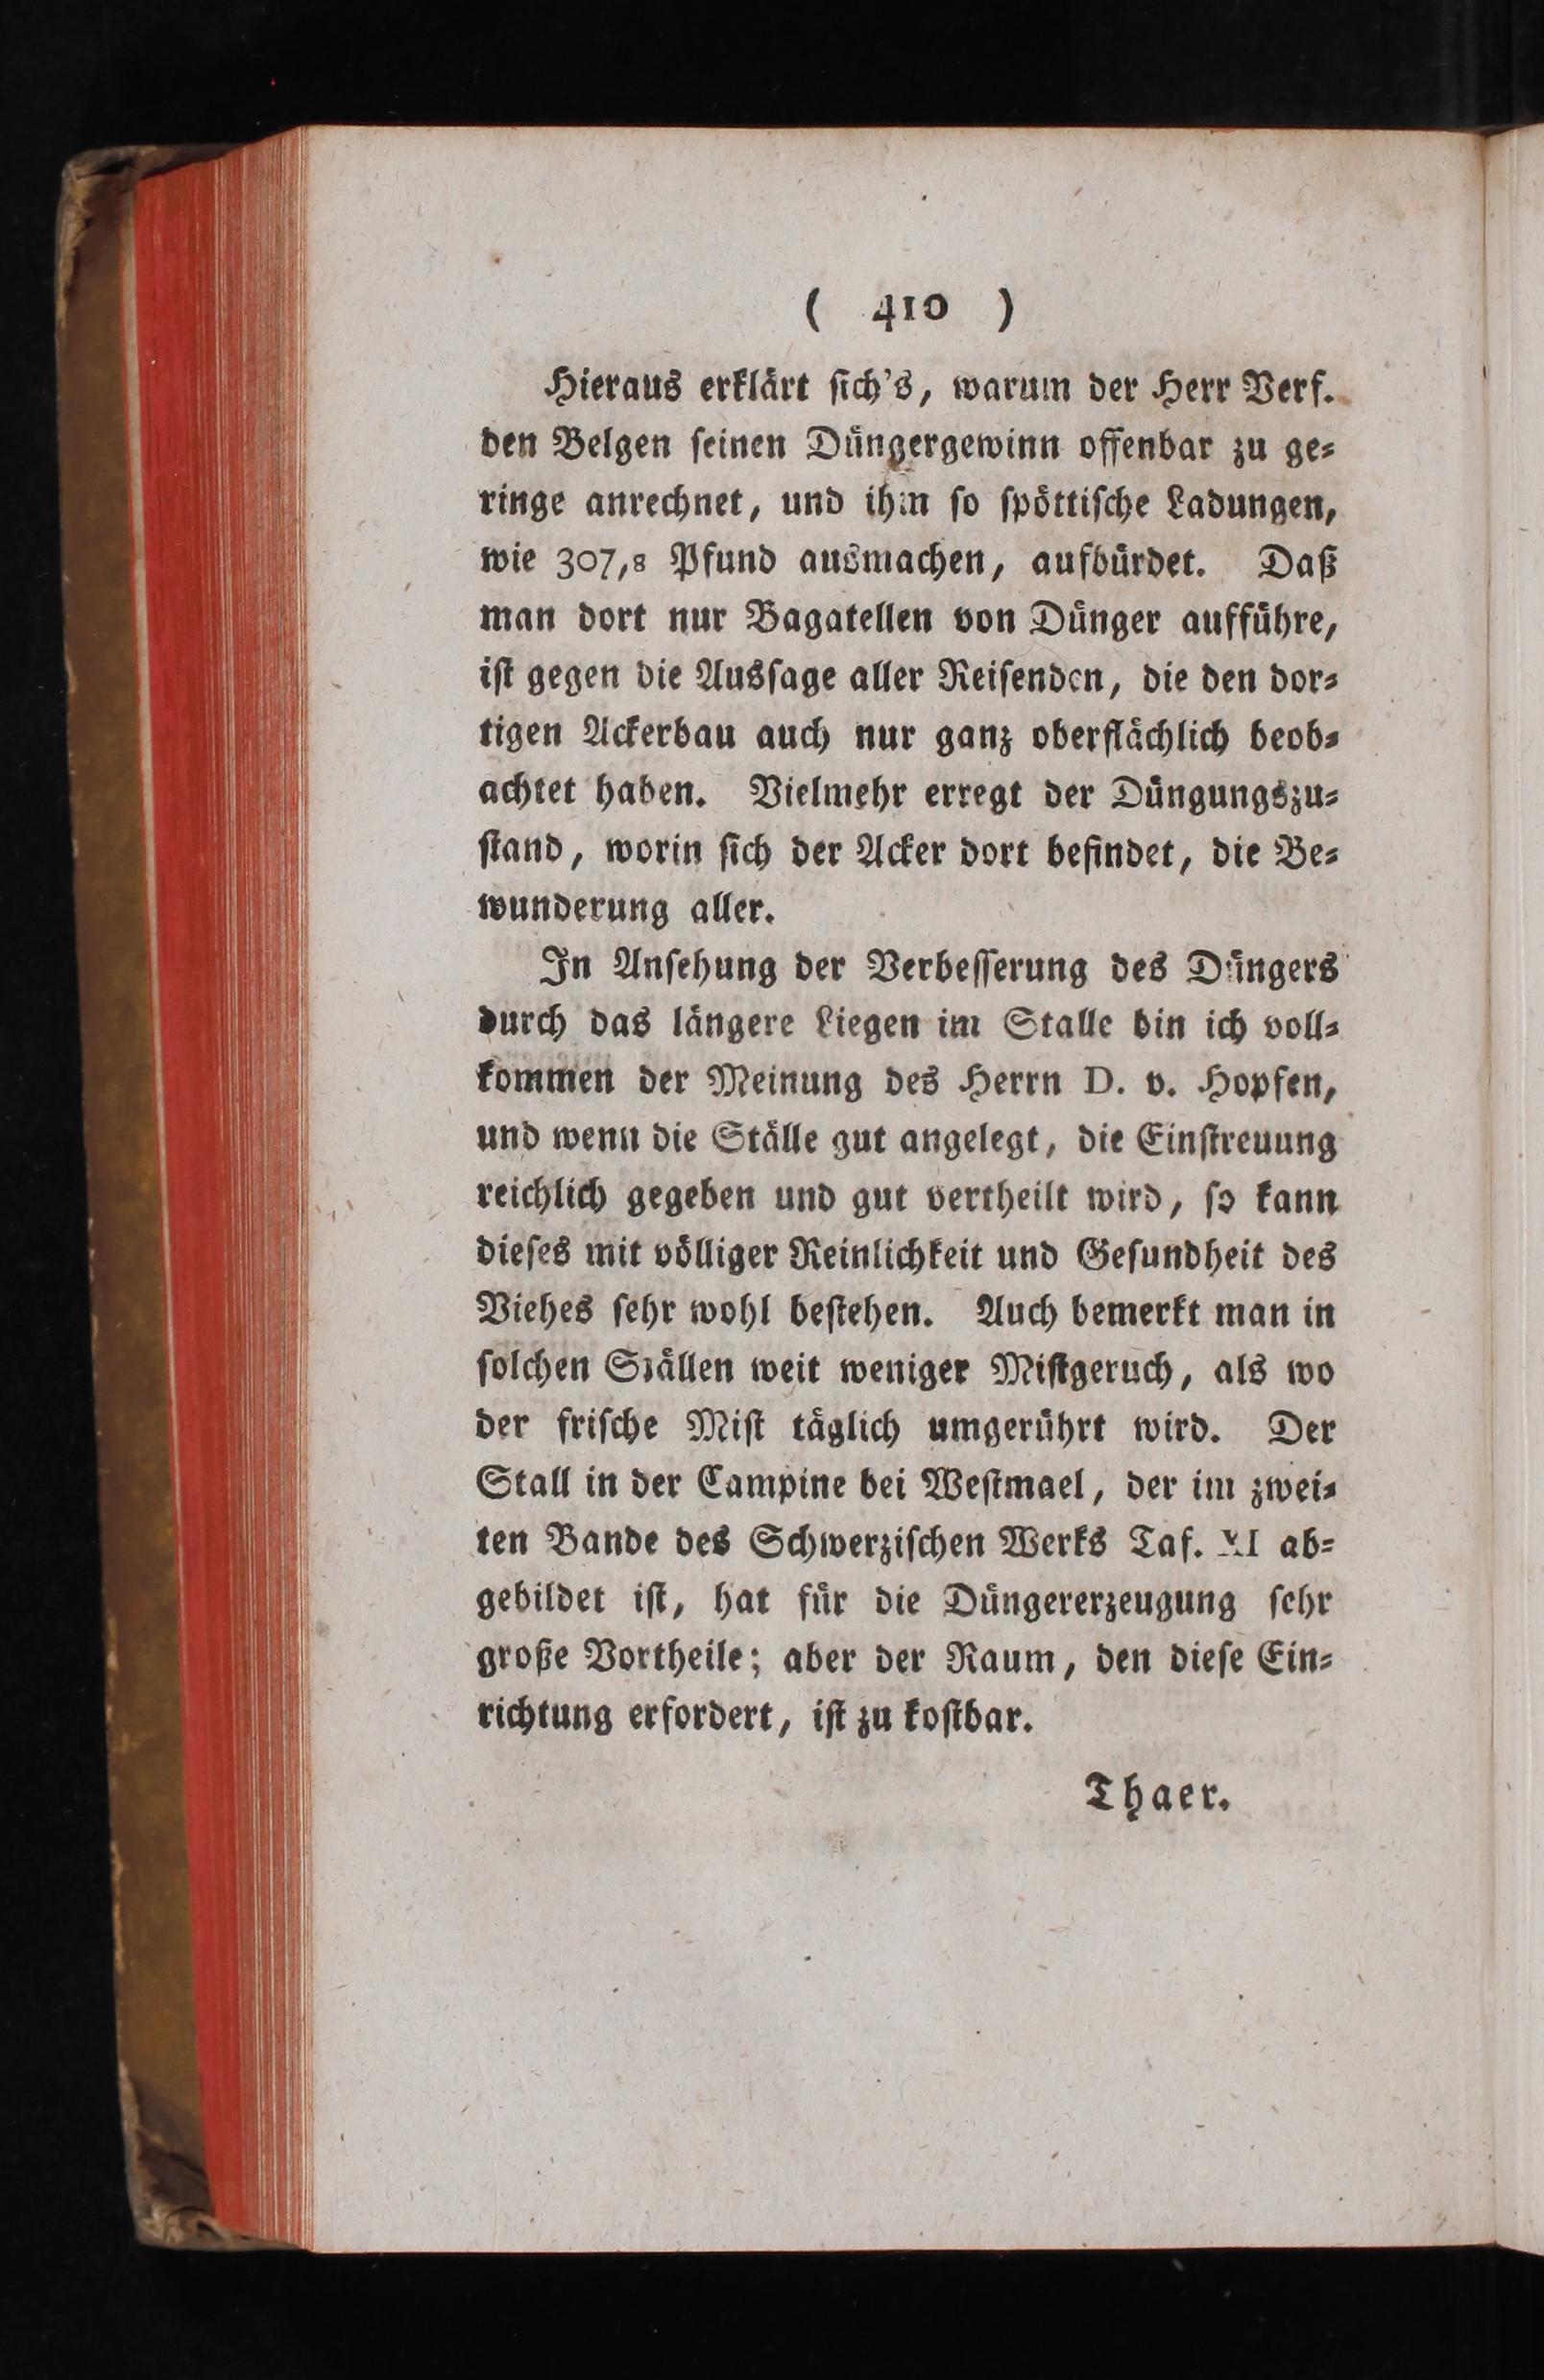 ( 410 )
Hieraus erklärt ſich's, warum der Herr Verf.
den Belgen ſeinen Düngergewinn offenbar zu ge⸗
ringe anrechnet, und ihm ſo ſpöttiſche Ladungen,
wie 307,8 Pfund ausmachen, aufbürdet. Daß
man dort nur Bagatellen von Dünger aufführe,
iſt gegen die Ausſage aller Reiſenden, die den dor⸗
tigen Ackerbau auch nur ganz oberflächlich beob⸗
achtet haben. Vielmehr erregt der Düngungszu⸗
ſtand, worin ſich der Acker dort befindet, die Be⸗
wunderung aller.
In Anſehung der Verbeſſerung des Düngers
durch das längere Liegen im Stalle bin ich voll⸗
kommen der Meinung des Herrn D. v. Hopfen,
und wenn die Ställe gut angelegt, die Einſtreuung
reichlich gegeben und gut vertheilt wird, ſo kann
dieſes mit völliger Reinlichkeit und Geſundheit des
Viehes ſehr wohl beſtehen. Auch bemerkt man in
ſolchen Ställen weit weniger Miſtgeruch, als wo
der friſche Miſt täglich umgerührt wird. Der
Stall in der Campine bei Weſtmael, der im zwei⸗
ten Bande des Schwerziſchen Werks Taf. XI ab⸗
gebildet iſt, hat für die Düngererzeugung ſehr
große Vortheile; aber der Raum, den dieſe Ein⸗
richtung erfordert, iſt zu koſtbar.
Thaer.